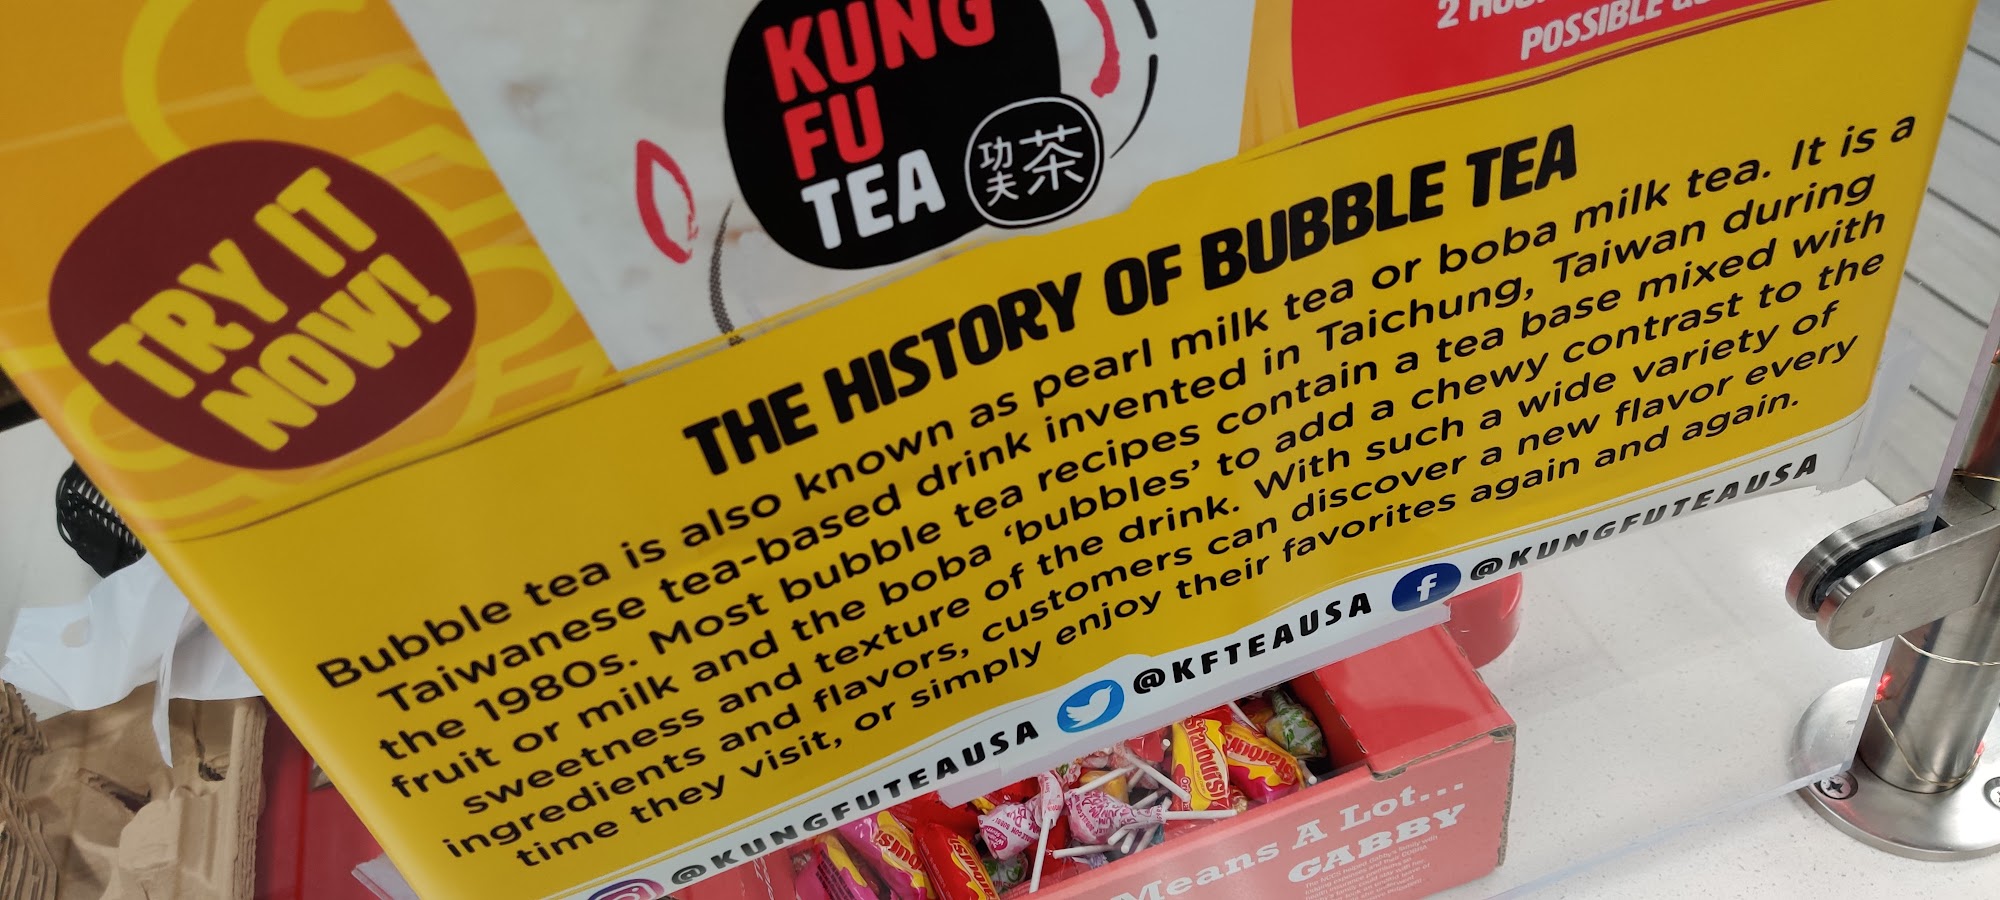 KUNG
FU
TEA
功夫
茶
POSSIBLE
TRY IT
NOW!
THE HISTORY OF BUBBLE TEA
Bubble tea is also known as pearl milk tea or boba milk tea. It is a
Taiwanese tea-based drink invented in Taichung, Taiwan during
the 1980s. Most bubble tea recipes contain a tea base mixed with
fruit or milk and the boba ‘bubbles’ to add a chewy contrast to the
sweetness and texture of the drink. With such a wide variety of
ingredients and flavors, customers can discover a new flavor every
time they visit, or simply enjoy their favorites again and again.
@KUNGFUTEAUSA @KFTEAUSA f @KUNGFUTEAUSA
Starburst
Means A Lot...
GABBY